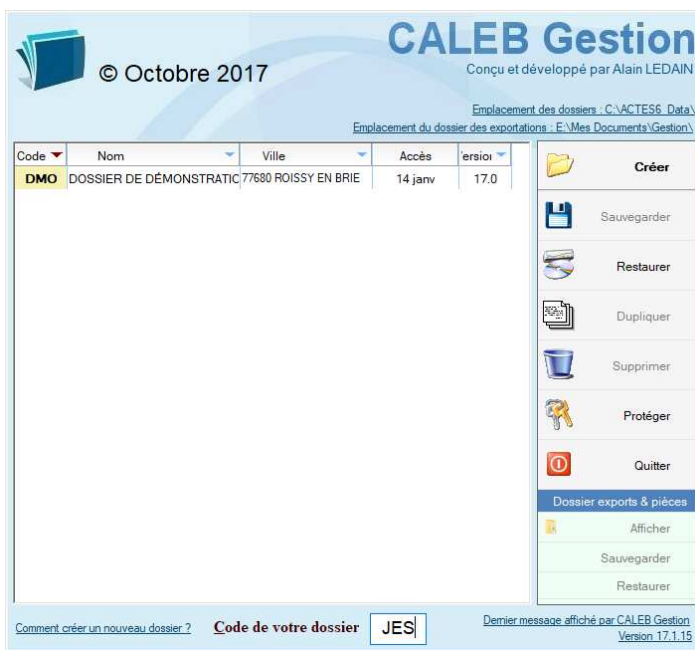 CALEB Gestion
© Octobre 2017
Conçu et développé par Alain LEDAIN
Emplacement des dossiers : C:\ACTES6_Data\
Emplacement du dossier des exportations : E:\Mes Documents\Gestion\
Code Nom Ville Accès ersion
DMO DOSSIER DE DÉMONSTRATIC 77680 ROISSY EN BRIE 14 janv 17.0
Créer
Sauvegarder
Restaurer
Dupliquer
Supprimer
Protéger
Quitter
Dossier exports & pièces
Afficher
Sauvegarder
Restaurer
Comment créer un nouveau dossier ? Code de votre dossier JES
Dernier message affiché par CALEB Gestion
Version 17.1.15